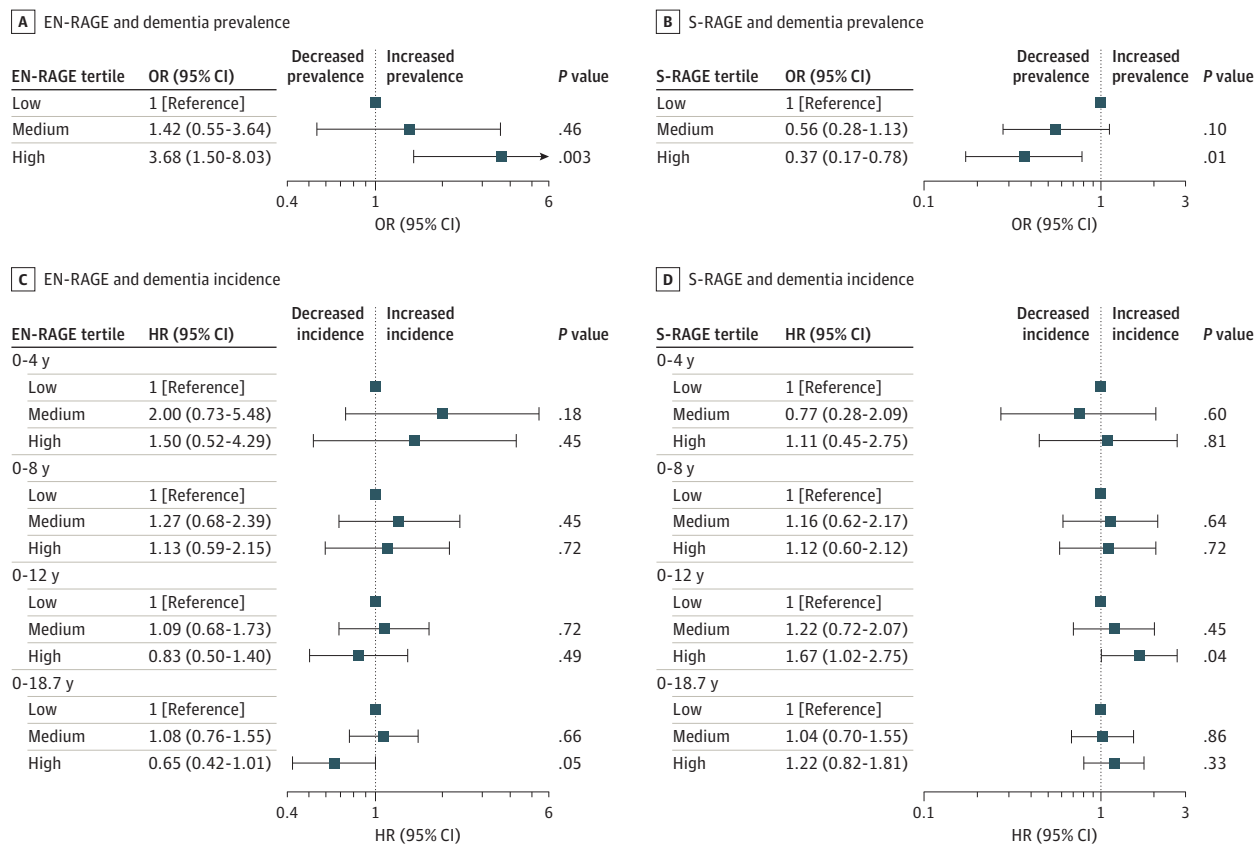 A EN-RAGE and dementia prevalence
Decreased prevalence Increased prevalence
EN-RAGE tertile OR (95% CI) P value
Low 1 [Reference]
Medium 1.42 (0.55-3.64) .46
High 3.68 (1.50-8.03) .003
0.4 1 6
OR (95% CI)
B S-RAGE and dementia prevalence
Decreased prevalence Increased prevalence
S-RAGE tertile OR (95% CI) P value
Low 1 [Reference]
Medium 0.56 (0.28-1.13) .10
High 0.37 (0.17-0.78) .01
0.1 1 3
OR (95% CI)
C EN-RAGE and dementia incidence
Decreased incidence Increased incidence
EN-RAGE tertile HR (95% CI) P value
0-4 y
Low 1 [Reference]
Medium 2.00 (0.73-5.48) .18
High 1.50 (0.52-4.29) .45
0-8 y
Low 1 [Reference]
Medium 1.27 (0.68-2.39) .45
High 1.13 (0.59-2.15) .72
0-12 y
Low 1 [Reference]
Medium 1.09 (0.68-1.73) .72
High 0.83 (0.50-1.40) .49
0-18.7 y
Low 1 [Reference]
Medium 1.08 (0.76-1.55) .66
High 0.65 (0.42-1.01) .05
0.4 1 6
HR (95% CI)
D S-RAGE and dementia incidence
Decreased incidence Increased incidence
S-RAGE tertile HR (95% CI) P value
0-4 y
Low 1 [Reference]
Medium 0.77 (0.28-2.09) .60
High 1.11 (0.45-2.75) .81
0-8 y
Low 1 [Reference]
Medium 1.16 (0.62-2.17) .64
High 1.12 (0.60-2.12) .72
0-12 y
Low 1 [Reference]
Medium 1.22 (0.72-2.07) .45
High 1.67 (1.02-2.75) .04
0-18.7 y
Low 1 [Reference]
Medium 1.04 (0.70-1.55) .86
High 1.22 (0.82-1.81) .33
0.1 1 3
HR (95% CI)